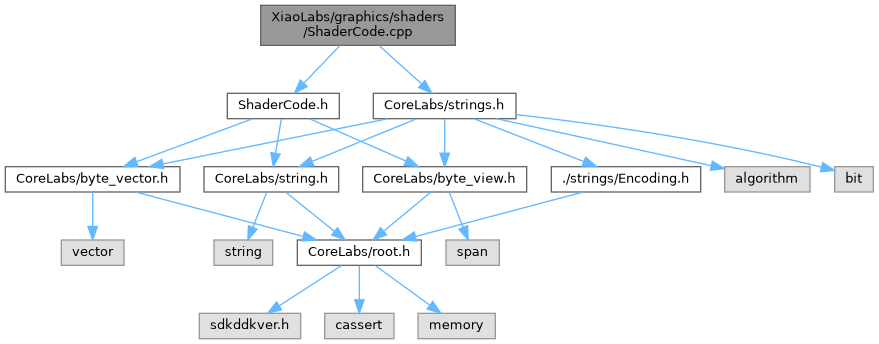 XiaoLabs/graphics/shaders
/ShaderCode.cpp
ShaderCode.h
CoreLabs/strings.h
CoreLabs/byte_vector.h
CoreLabs/string.h
CoreLabs/byte_view.h
./strings/Encoding.h
algorithm
bit
vector
string
CoreLabs/root.h
span
sdkddkver.h
cassert
memory